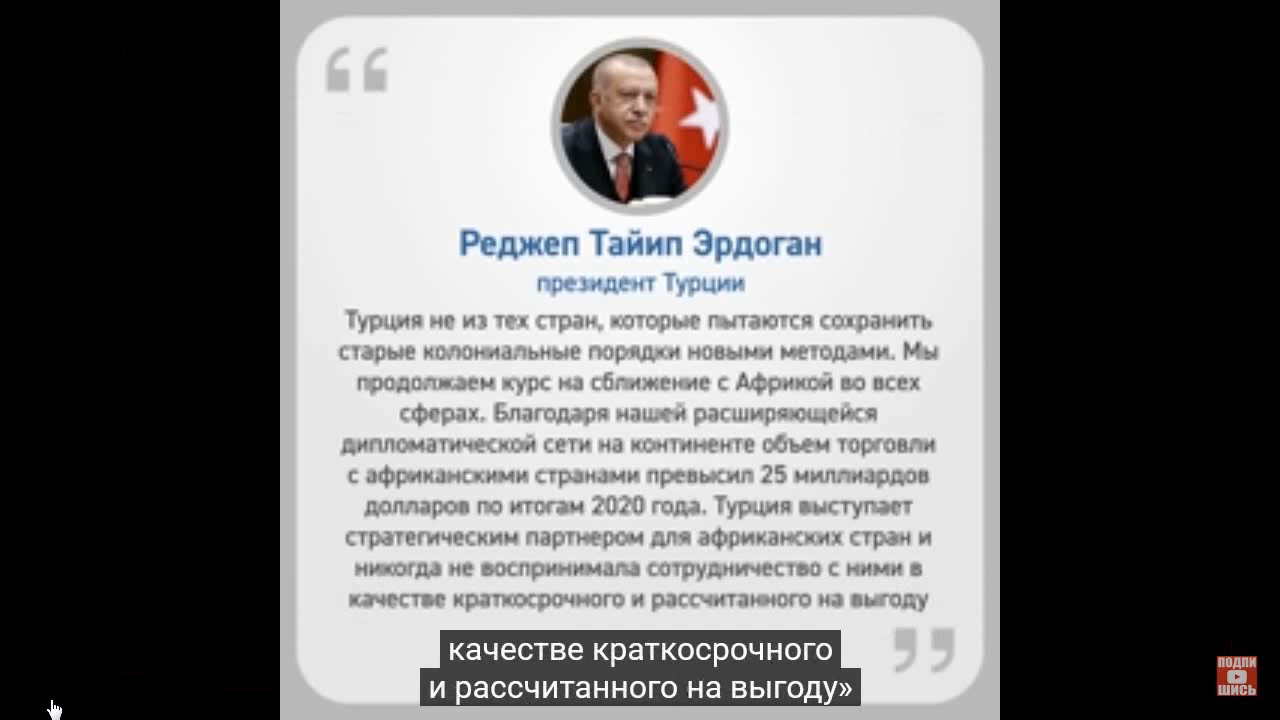 Реджеп Тайип Эрдоган
президент Турции
Турция не из тех стран, которые пытаются сохранить
старые колониальные порядки новыми методами. Мы
продолжаем курс на сближение с Африкой во всех
сферах. Благодаря нашей расширяющейся
дипломатической сети на континенте объем торговли
с африканскими странами превысил 25 миллиардов
долларов по итогам 2020 года. Турция выступает
стратегическим партнером для африканских стран и
никогда не воспринимала сотрудничество с ними в
качестве краткосрочного и рассчитанного на выгоду
качестве краткосрочного
и рассчитанного на выгоду»
ПОДПИ
ШИСЬ